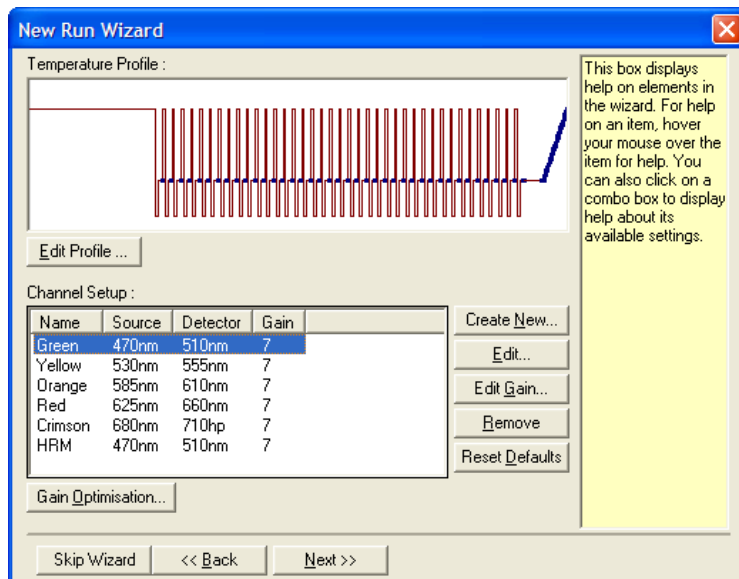 New Run Wizard
Temperature Profile :
Edit Profile ...
Channel Setup :
Name Source Detector Gain
Green 470nm 510nm 7
Yellow 530nm 555nm 7
Orange 585nm 610nm 7
Red 625nm 660nm 7
Crimson 680nm 710hp 7
HRM 470nm 510nm 7
Create New...
Edit...
Edit Gain...
Remove
Reset Defaults
Gain Optimisation...
This box displays
help on elements in
the wizard. For help
on an item, hover
your mouse over the
item for help. You
can also click on a
combo box to display
help about its
available settings.
Skip Wizard << Back Next >>